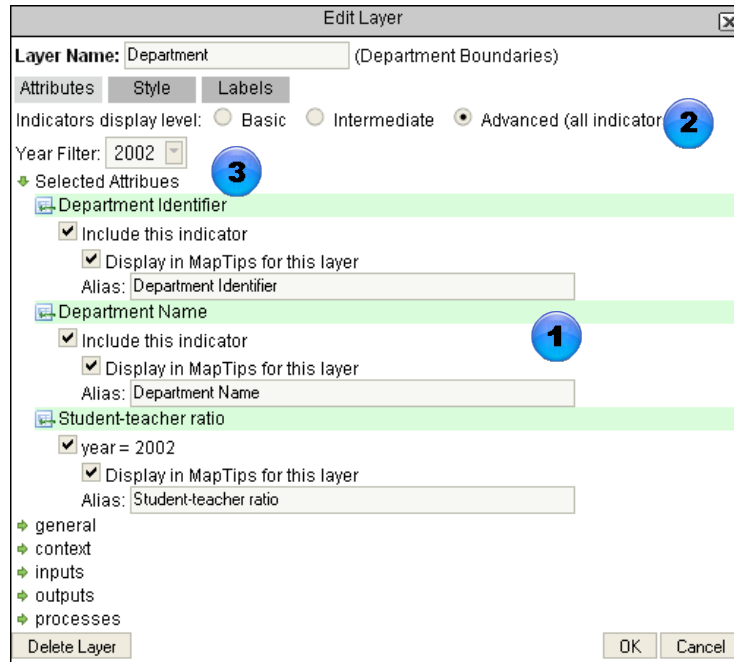 Edit Layer
Layer Name: Department (Department Boundaries)
Attributes Style Labels
Indicators display level: Basic Intermediate Advanced (all indicator 2
Year Filter: 2002
3
Selected Attribues
Department Identifier
Include this indicator
Display in MapTips for this layer
Alias: Department Identifier
Department Name
1
Include this indicator
Display in MapTips for this layer
Alias: Department Name
Student-teacher ratio
year = 2002
Display in MapTips for this layer
Alias: Student-teacher ratio
general
context
inputs
outputs
processes
Delete Layer OK Cancel